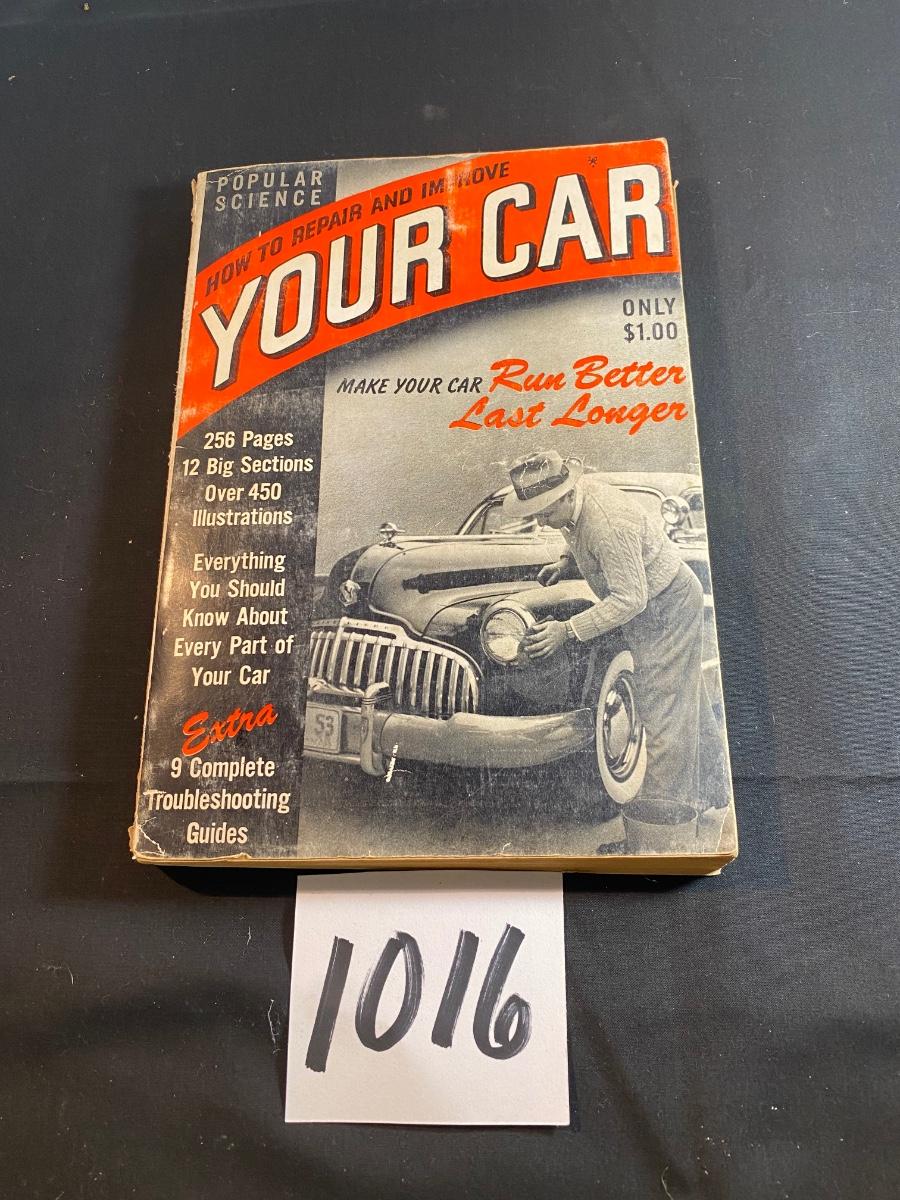 POPULAR
SCIENCE
HOW TO REPAIR AND IMPROVE
YOUR CAR
ONLY
$1.00
MAKE YOUR CAR Run Better
Last Longer
256 Pages
12 Big Sections
Over 450
Illustrations
Everything
You Should
Know About
Every Part of
Your Car
Extra
9 Complete
Troubleshooting
Guides
53
1016